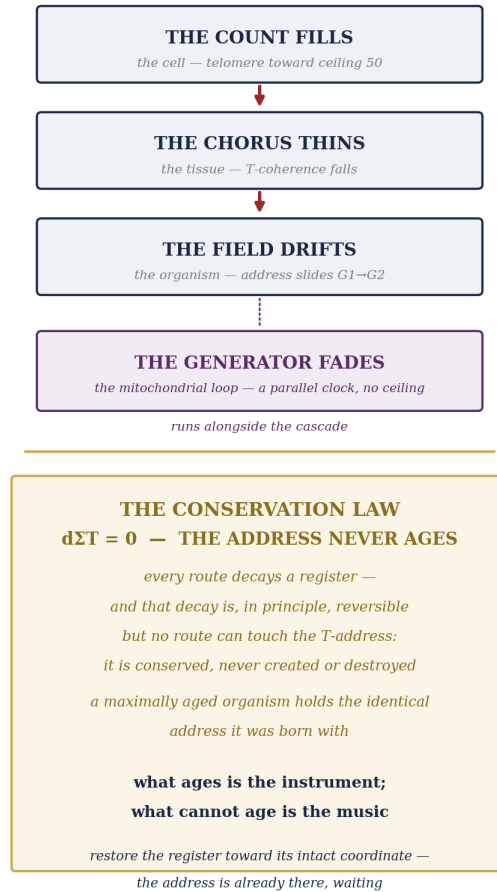 THE COUNT FILLS
the cell — telomere toward ceiling 50
THE CHORUS THINS
the tissue — T-coherence falls
THE FIELD DRIFTS
the organism — address slides G1→G2
THE GENERATOR FADES
the mitochondrial loop — a parallel clock, no ceiling
runs alongside the cascade
THE CONSERVATION LAW
dΣT = 0 — THE ADDRESS NEVER AGES
every route decays a register —
and that decay is, in principle, reversible
but no route can touch the T-address:
it is conserved, never created or destroyed
a maximally aged organism holds the identical
address it was born with
what ages is the instrument;
what cannot age is the music
restore the register toward its intact coordinate —
the address is already there, waiting